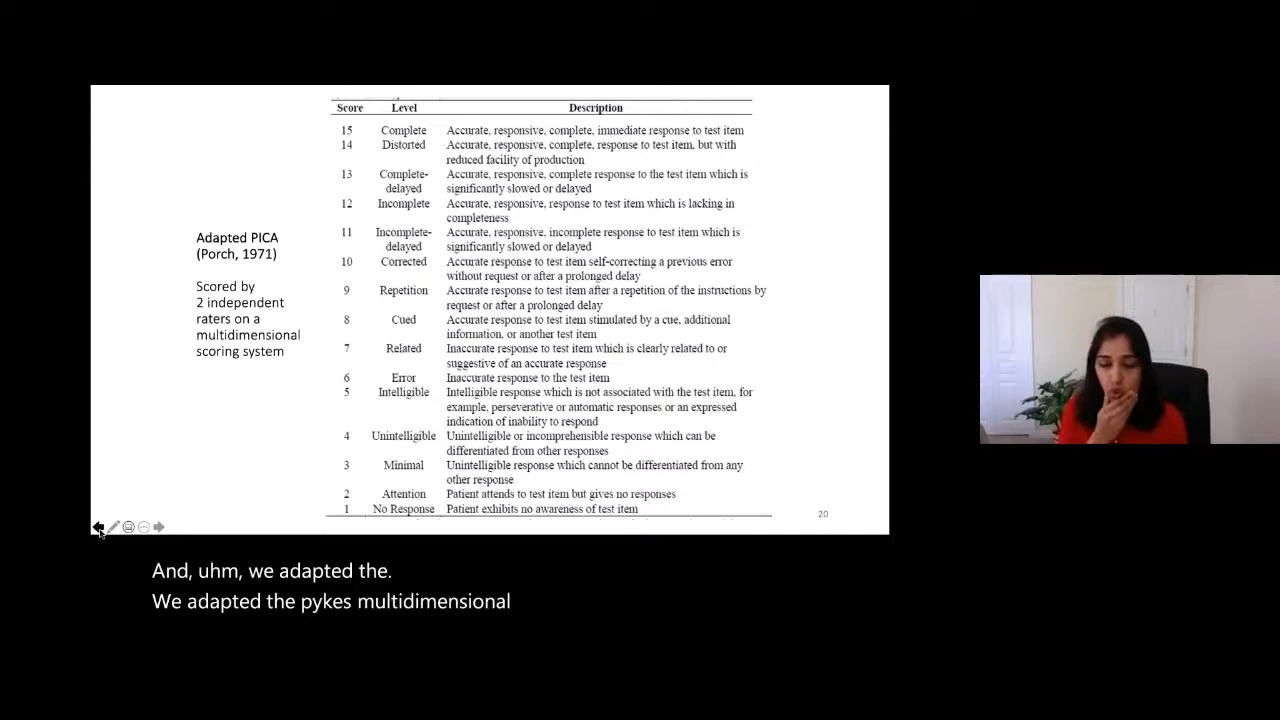 Score Level Description
15 Complete Accurate, responsive, complete, immediate response to test item
14 Distorted Accurate, responsive, complete, response to test item, but with
reduced facility of production
13 Complete- Accurate, responsive, complete response to the test item which is
delayed significantly slowed or delayed
12 Incomplete Accurate, responsive, response to test item which is lacking in
completeness
11 Incomplete- Accurate, responsive, incomplete response to test item which is
delayed significantly slowed or delayed
10 Corrected Accurate response to test item self-correcting a previous error
without request or after a prolonged delay
9 Repetition Accurate response to test item after a repetition of the instructions by
request or after a prolonged delay
8 Cued Accurate response to test item stimulated by a cue, additional
information, or another test item
7 Related Inaccurate response to test item which is clearly related to or
suggestive of an accurate response
6 Error Inaccurate response to the test item
5 Intelligible Intelligible response which is not associated with the test item, for
example, perseverative or automatic responses or an expressed
indication of inability to respond
4 Unintelligible Unintelligible or incomprehensible response which can be
differentiated from other responses
3 Minimal Unintelligible response which cannot be differentiated from any
other response
2 Attention Patient attends to test item but gives no responses
1 No Response Patient exhibits no awareness of test item
Adapted PICA
(Porch, 1971)
Scored by
2 independent
raters on a
multidimensional
scoring system
20
And, uhm, we adapted the.
We adapted the pykes multidimensional